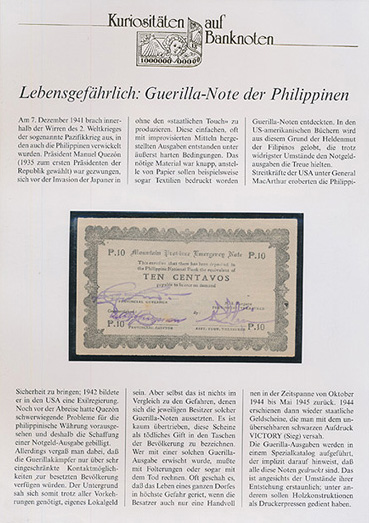 Kuriositäten auf
Banknoten
1000000
Lebensgefährlich: Guerilla-Note der Philippinen
Am 7. Dezember 1941 brach inner-
halb der Wirren des 2. Weltkrieges
der sogenannte Pazifikkrieg aus, in
den auch die Philippinen verwickelt
wurden. Präsident Manuel Quezón
(1935 zum ersten Präsidenten der
Republik gewählt) war gezwungen,
sich vor der Invasion der Japaner in
ohne den «staatlichen Touch» zu
produzieren. Diese einfachen, oft
mit improvisierten Mitteln herge-
stellten Ausgaben entstanden unter
äußerst harten Bedingungen. Das
nötige Material war knapp, anstel-
le von Papier sollen beispielsweise
sogar Textilien bedruckt worden
Guerilla-Noten entdeckten. In den
US-amerikanischen Büchern wird
aus diesem Grund der Heldenmut
der Filipinos gelobt, die trotz
widrigster Umstände den Notgeld-
ausgaben die Treue hielten.
Streitkräfte der USA unter General
MacArthur eroberten die Philippi-
P.10 Mountain Province Emergency Note P.10
TEN CENTAVOS
payable to bearer on demand
P.10 P.10
Sicherheit zu bringen; 1942 bildete
er in den USA eine Exilregierung.
Noch vor der Abreise hatte Quezón
schwerwiegende Probleme für die
philippinische Währung vorausge-
sehen und deshalb die Schaffung
einer Notgeld-Ausgabe gebilligt.
Allerdings vergaß man dabei, daß
die Guerillakämpfer nur über sehr
eingeschränkte Kontaktmöglich-
keiten zur besetzten Bevölkerung
verfügen würden. Der Untergrund
sah sich somit trotz aller Vorkeh-
rungen genötigt, eigenes Lokalgeld
sein. Aber selbst das ist nichts im
Vergleich zu den Gefahren, denen
sich die jeweiligen Besitzer solcher
Guerilla-Noten aussetzten. Es ist
kaum übertrieben, diese Scheine
als tödliches Gift in den Taschen
der Bevölkerung zu bezeichnen.
Wer mit einer solchen Guerilla-
Ausgabe erwischt wurde, mußte
mit Folterungen oder sogar mit
dem Tod rechnen. Oft geschah es,
daß das Leben eines ganzen Dorfes
in höchste Gefahr geriet, wenn die
Besatzer auch nur eine Handvoll
nen in der Zeitspanne von Oktober
1944 bis Mai 1945 zurück. 1944
erschienen dann wieder staatliche
Geldscheine, die man mit dem un-
übersehbaren schwarzen Aufdruck
VICTORY (Sieg) versah.
Die Guerilla-Ausgaben werden in
einem Spezialkatalog aufgeführt,
der implizit darauf hinweist, daß
alle diese Noten gedruckt sind. Das
ist angesichts der Umstände ihrer
Entstehung erstaunlich; unter an-
derem sollen Holzkonstruktionen
als Druckerpressen gedient haben.